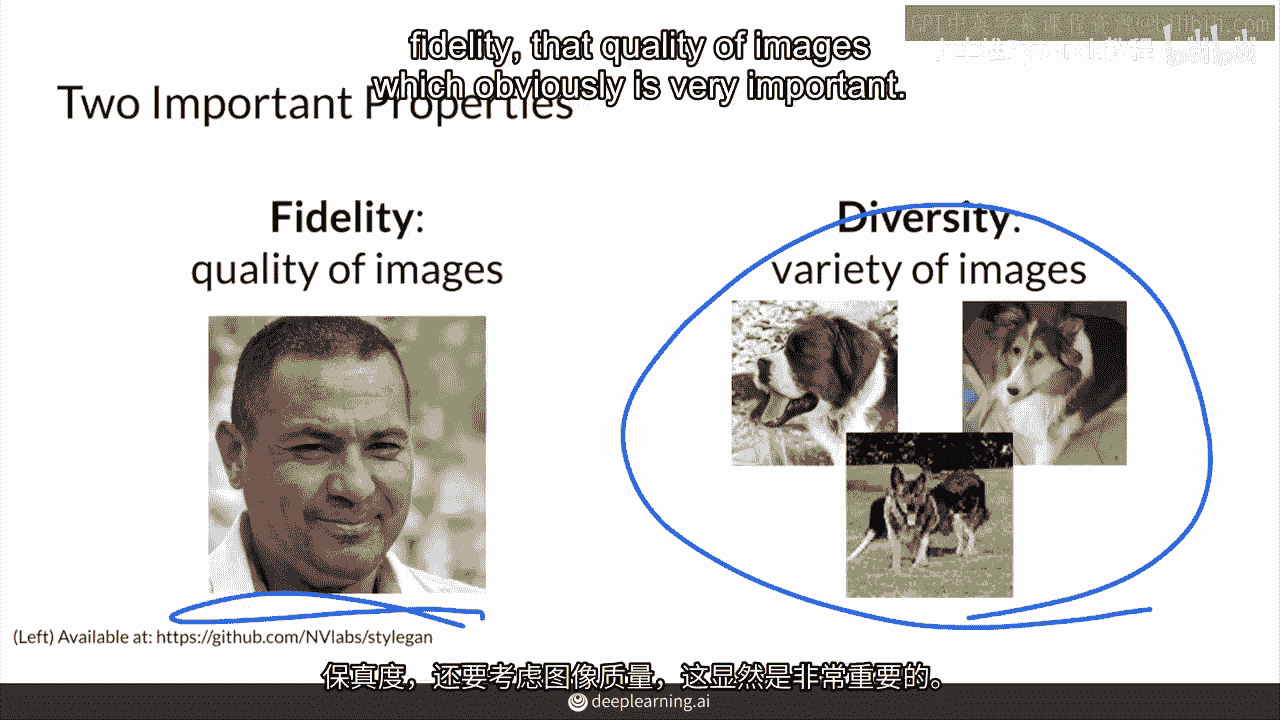 fidelity, that quality of images
which obviously is very important.
Two Important Properties
Fidelity:
quality of images
Diversity:
variety of images
(Left) Available at: https://github.com/NVlabs/stylegan
保真度，还要考虑图像质量，这显然是非常重要的。
deeplearning.ai